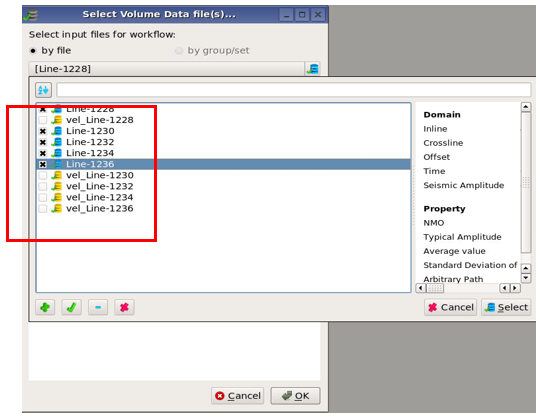 Select Volume Data file(s)...
Select input files for workflow:
by file
by group/set
[Line-1228]
Line-1228
vel_Line-1228
Line-1230
Line-1232
Line-1234
Line-1236
vel_Line-1230
vel_Line-1232
vel_Line-1234
vel_Line-1236
Domain
Inline
Crossline
Offset
Time
Seismic Amplitude
Property
NMO
Typical Amplitude
Average value
Standard Deviation of
Arbitrary Path
Cancel
Select
Cancel
OK